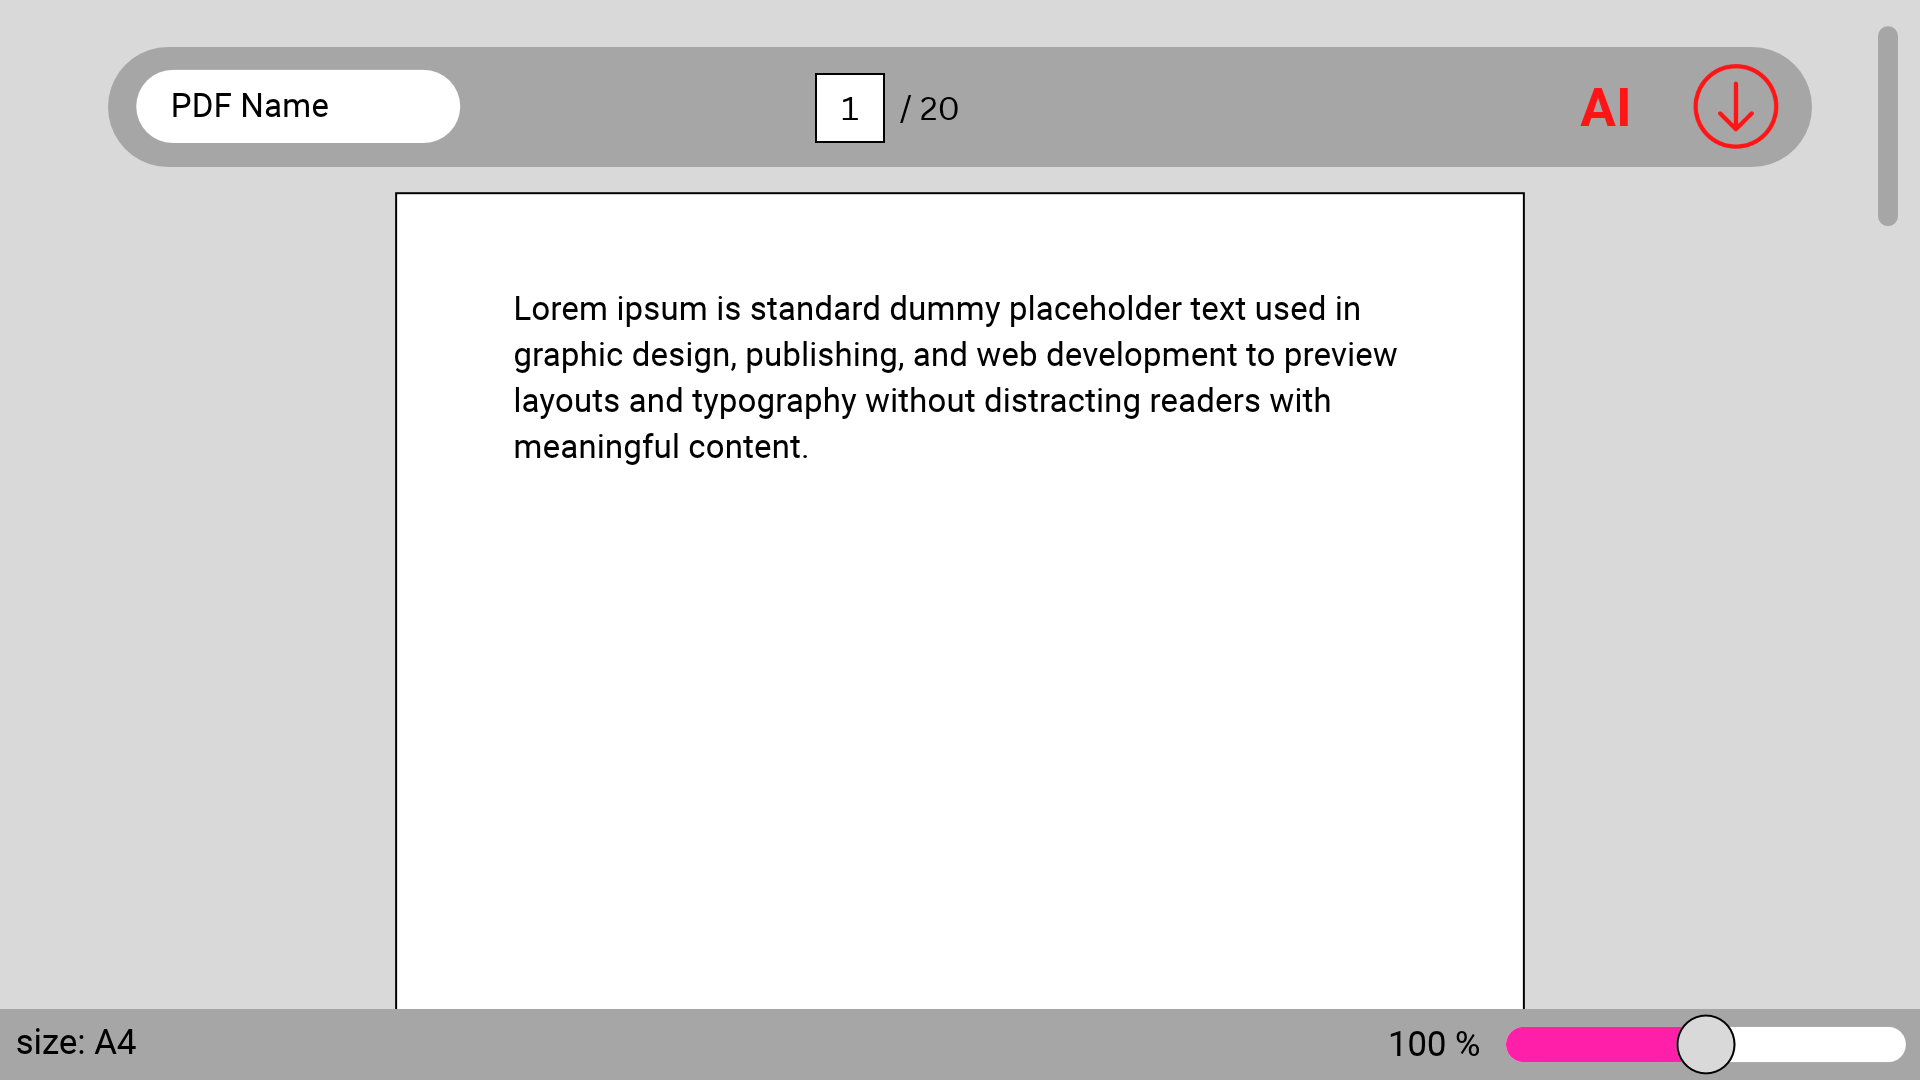 PDF Name
1 / 20
AI
Lorem ipsum is standard dummy placeholder text used in
graphic design, publishing, and web development to preview
layouts and typography without distracting readers with
meaningful content.
size: A4
100 %